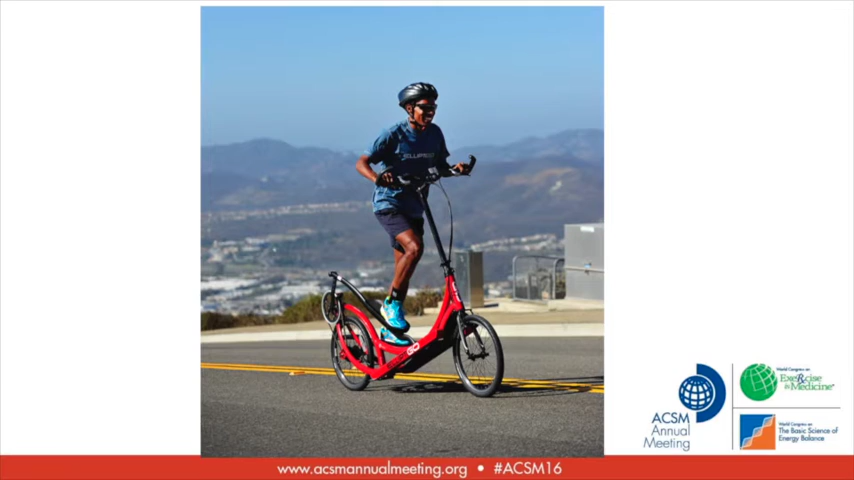 ELLIPTIGO
GO
ACSM
Annual
Meeting
World Congress on
ExeRcise
is Medicine®
World Congress on
The Basic Science of
Energy Balance
www.acsmannualmeeting.org • #ACSM16